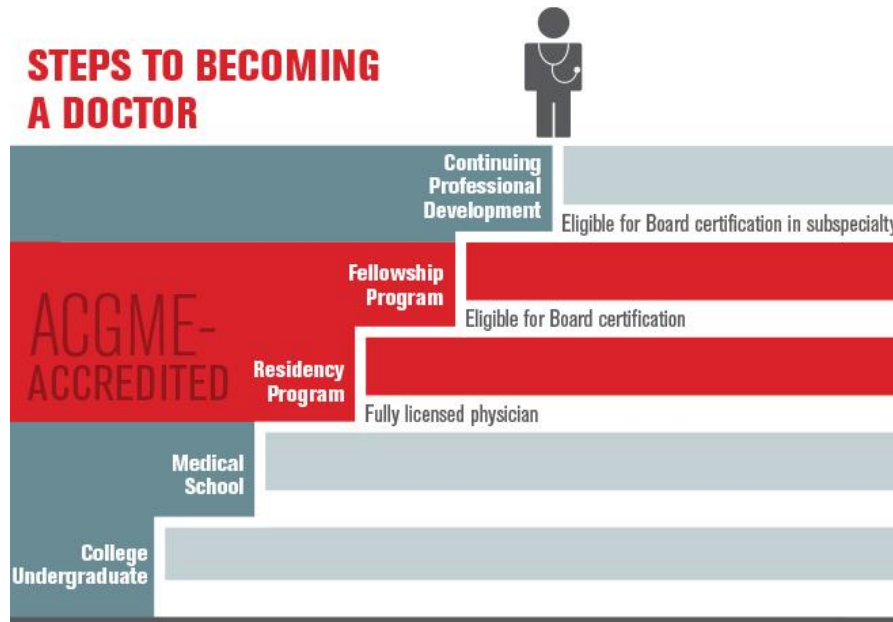 STEPS TO BECOMING
A DOCTOR
Continuing
Professional
Development
Eligible for Board certification in subspecialty
Fellowship
Program
Eligible for Board certification
ACGME-
ACCREDITED
Residency
Program
Fully licensed physician
Medical
School
College
Undergraduate